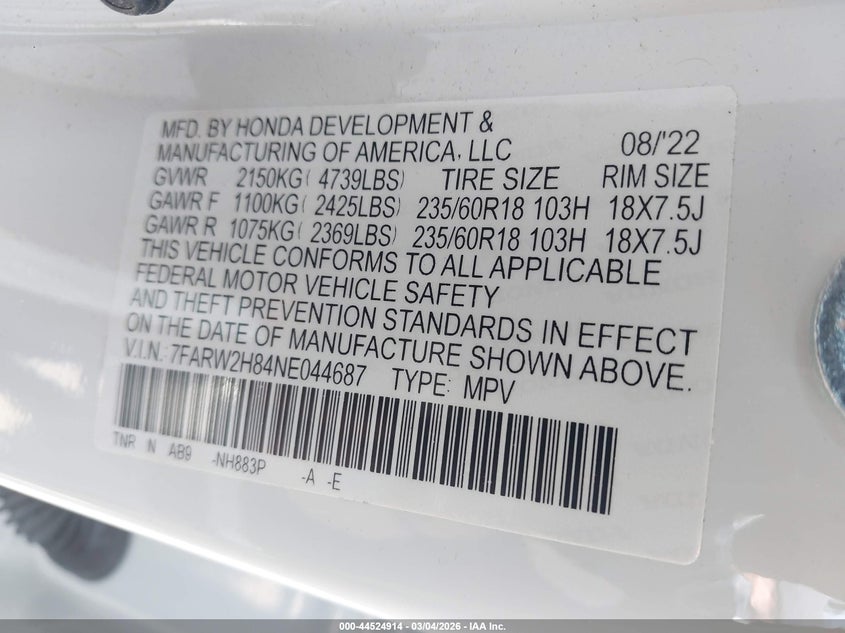 MFD. BY HONDA DEVELOPMENT &
MANUFACTURING OF AMERICA, LLC 08/'22
GVWR 2150KG( 4739LBS) TIRE SIZE RIM SIZE
GAWR F 1100KG( 2425LBS) 235/60R18 103H 18X7.5J
GAWR R 1075KG( 2369LBS) 235/60R18 103H 18X7.5J
THIS VEHICLE CONFORMS TO ALL APPLICABLE
FEDERAL MOTOR VEHICLE SAFETY
AND THEFT PREVENTION STANDARDS IN EFFECT
ON THE DATE OF MANUFACTURE SHOWN ABOVE.
V.I.N.: 7FARW2H84NE044687 TYPE: MPV
TNR N AB9 -NH883P -A -E
000-44524914 - 03/04/2026 - IAA Inc.